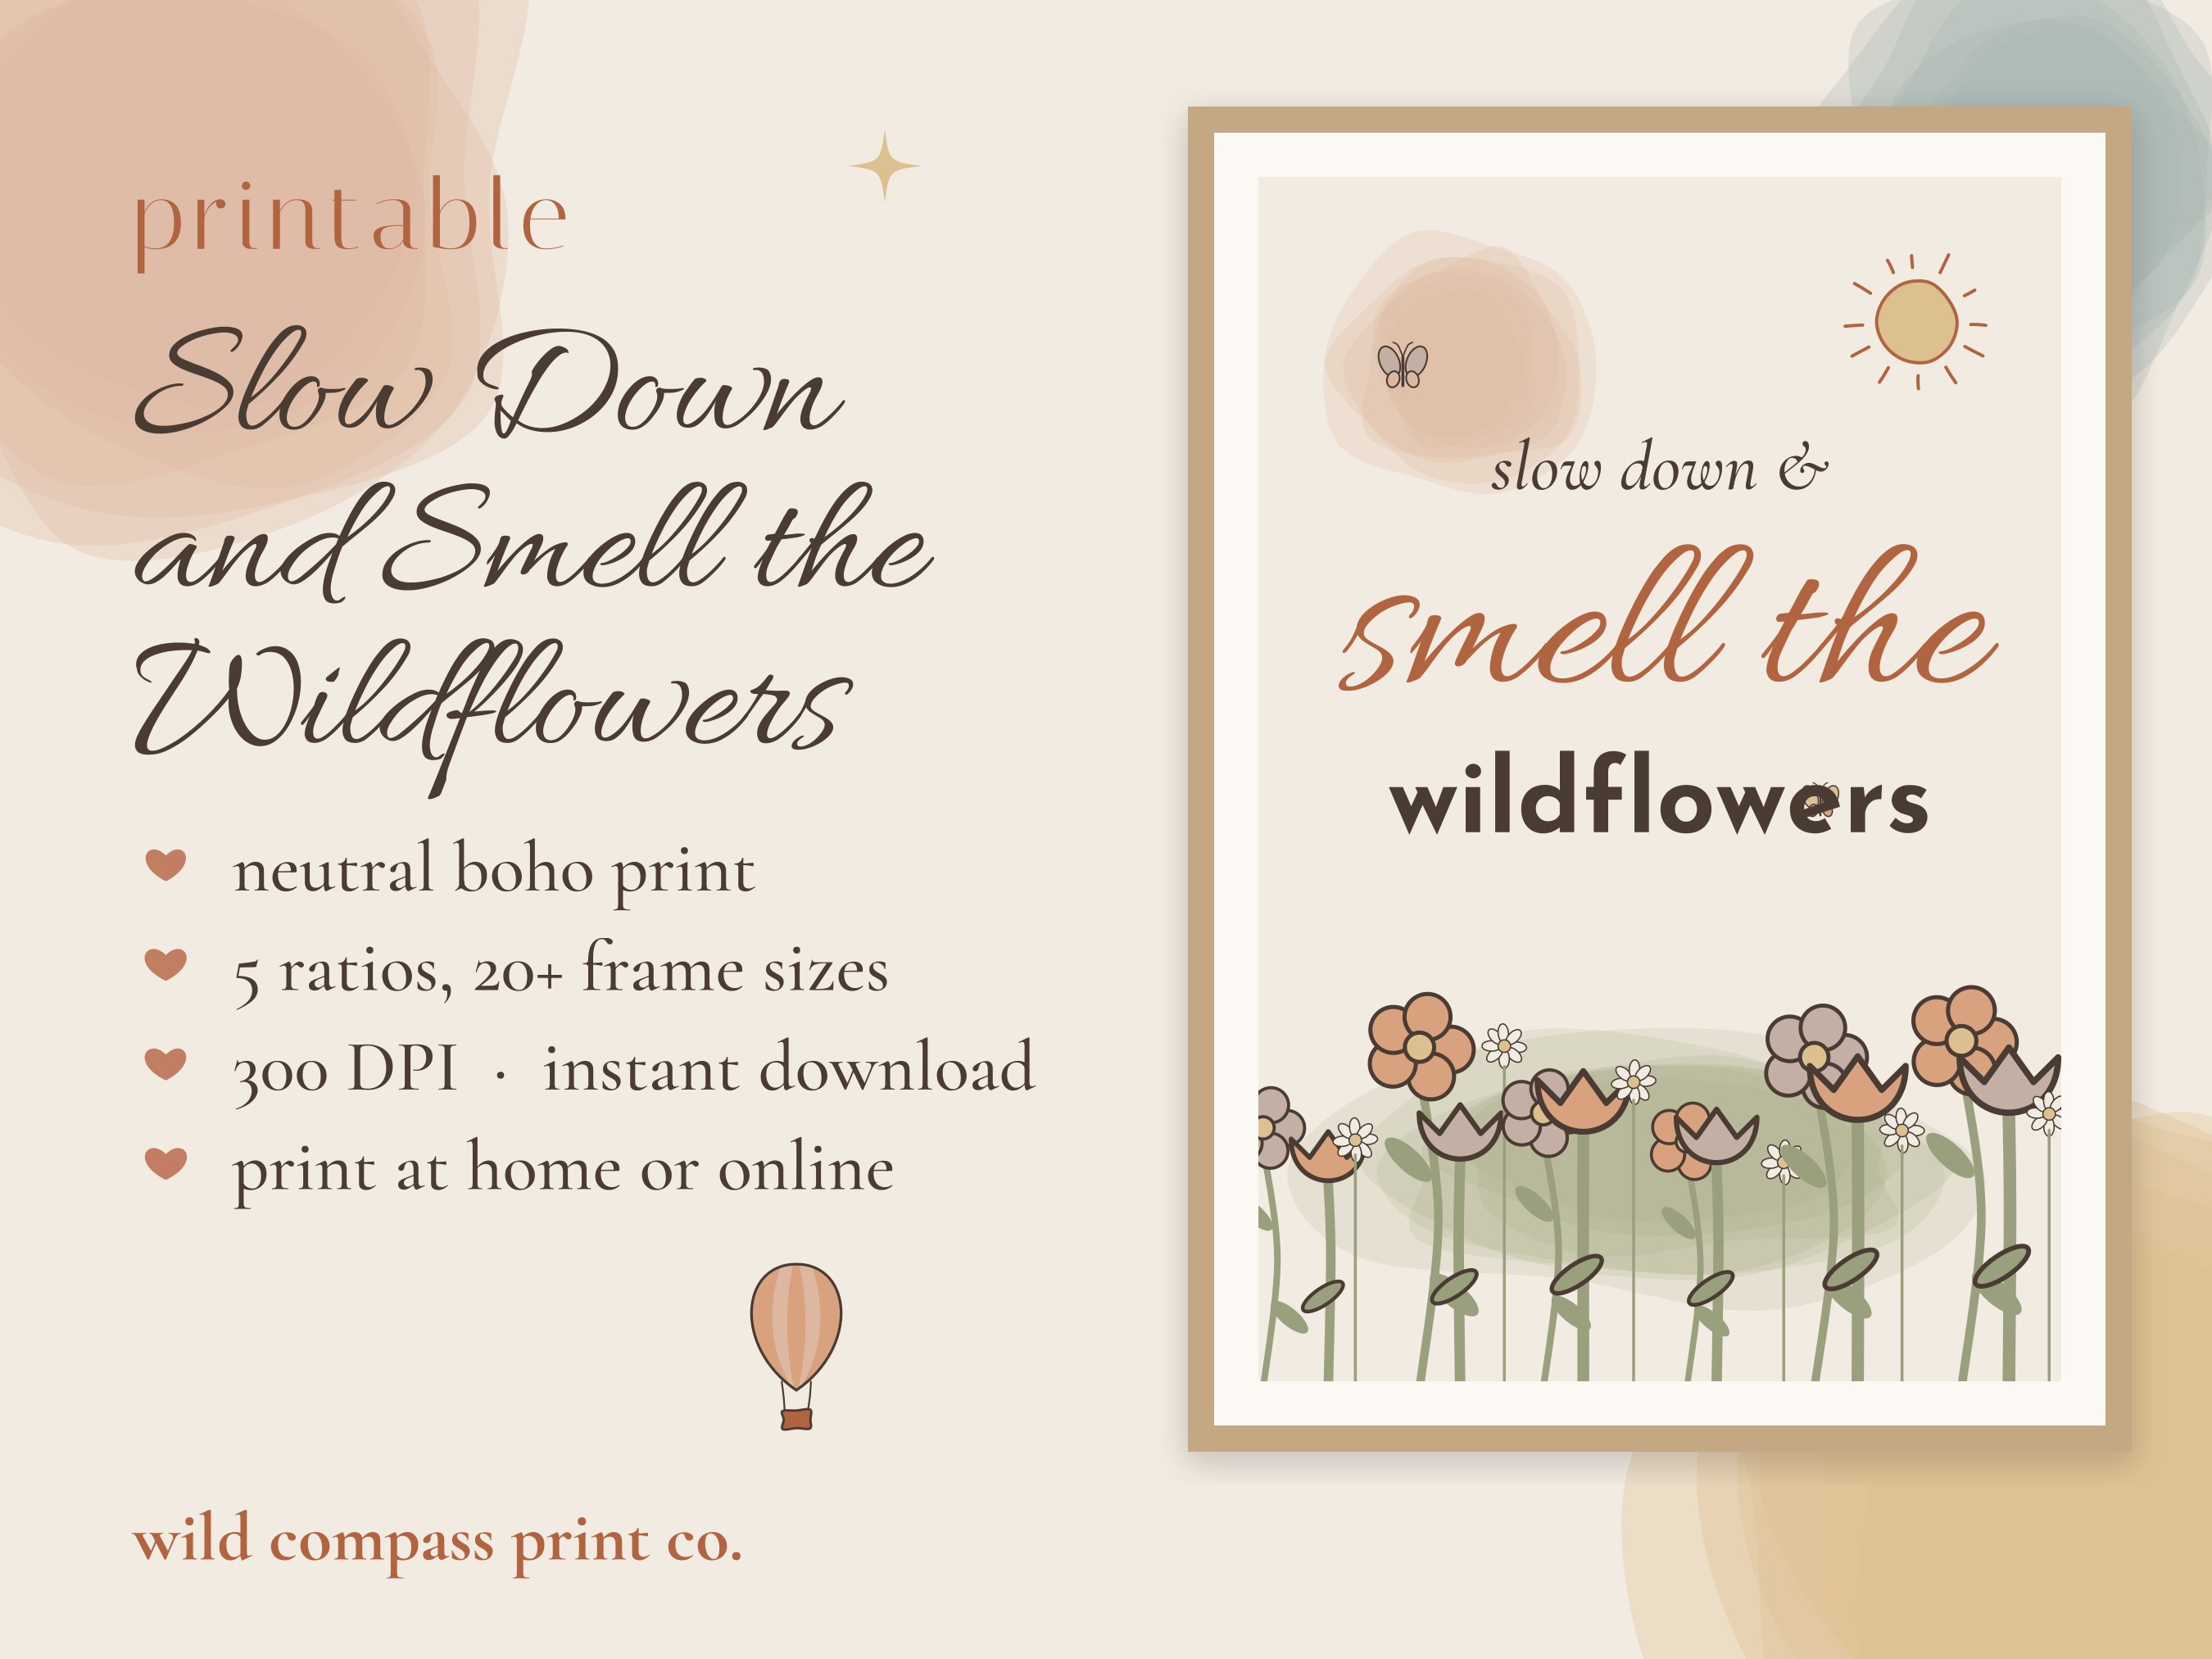 printable
Slow Down
and Smell the
Wildflowers
neutral boho print
5 ratios, 20+ frame sizes
300 DPI · instant download
print at home or online
wild compass print co.
slow down &
smell the
wildflowers